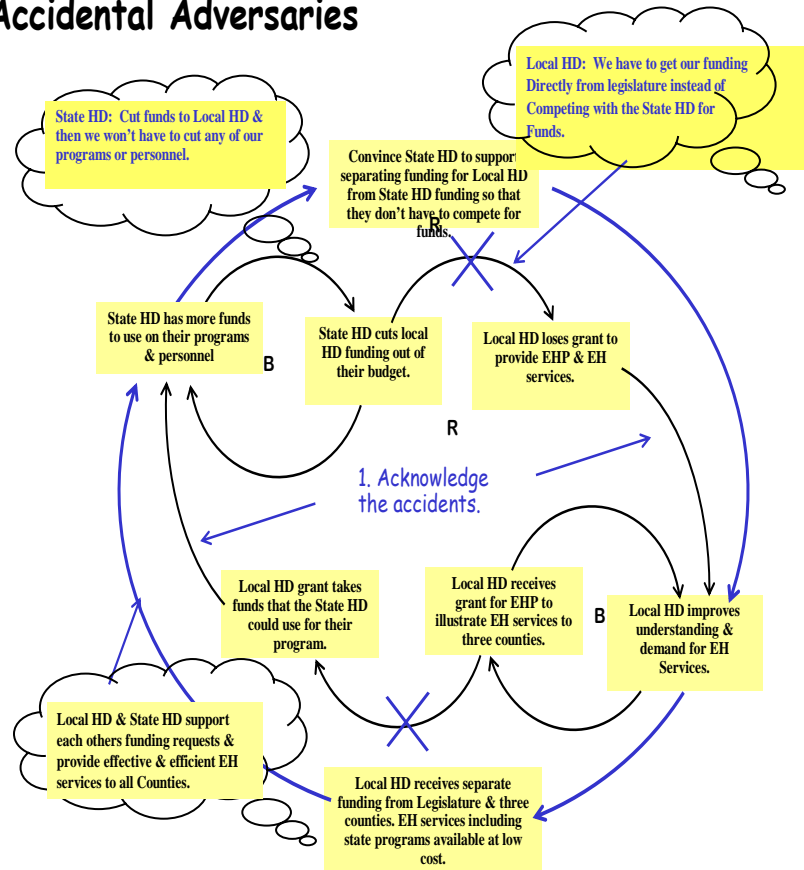 Accidental Adversaries
Local HD: We have to get our funding
Directly from legislature instead of
Competing with the State HD for
Funds.
State HD: Cut funds to Local HD &
then we won't have to cut any of our
programs or personnel.
Convince State HD to support
separating funding for Local HD
from State HD funding so that
they don't have to compete for
funds.
R
State HD has more funds
to use on their programs
& personnel
B
State HD cuts local
HD funding out of
their budget.
Local HD loses grant to
provide EHP & EH
services.
R
1. Acknowledge
the accidents.
Local HD grant takes
funds that the State HD
could use for their
program.
Local HD receives
grant for EHP to
illustrate EH services to
three counties.
B
Local HD improves
understanding &
demand for EH
Services.
Local HD & State HD support
each others funding requests &
provide effective & efficient EH
services to all Counties.
Local HD receives separate
funding from Legislature & three
counties. EH services including
state programs available at low
cost.